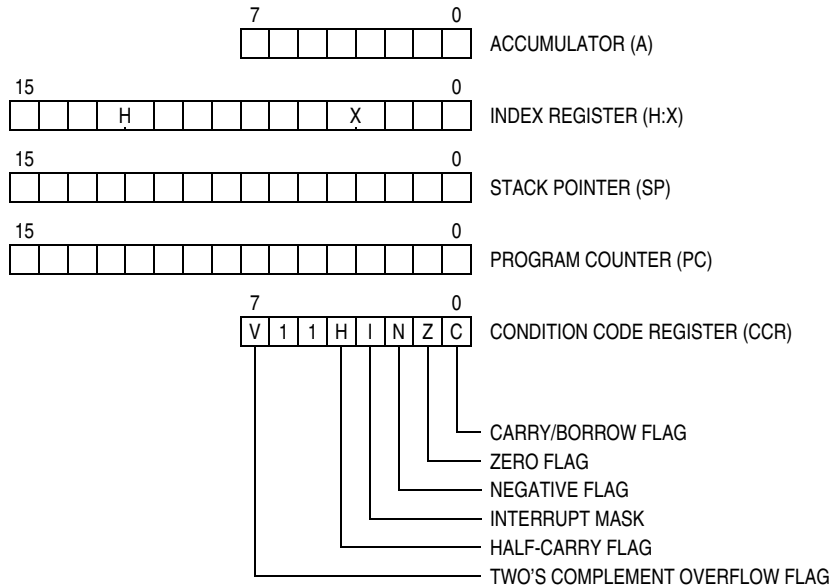 7 0
ACCUMULATOR (A)
15 0
H X INDEX REGISTER (H:X)
15 0
STACK POINTER (SP)
15 0
PROGRAM COUNTER (PC)
7 0
V 1 1 H I N Z C CONDITION CODE REGISTER (CCR)
CARRY/BORROW FLAG
ZERO FLAG
NEGATIVE FLAG
INTERRUPT MASK
HALF-CARRY FLAG
TWO'S COMPLEMENT OVERFLOW FLAG